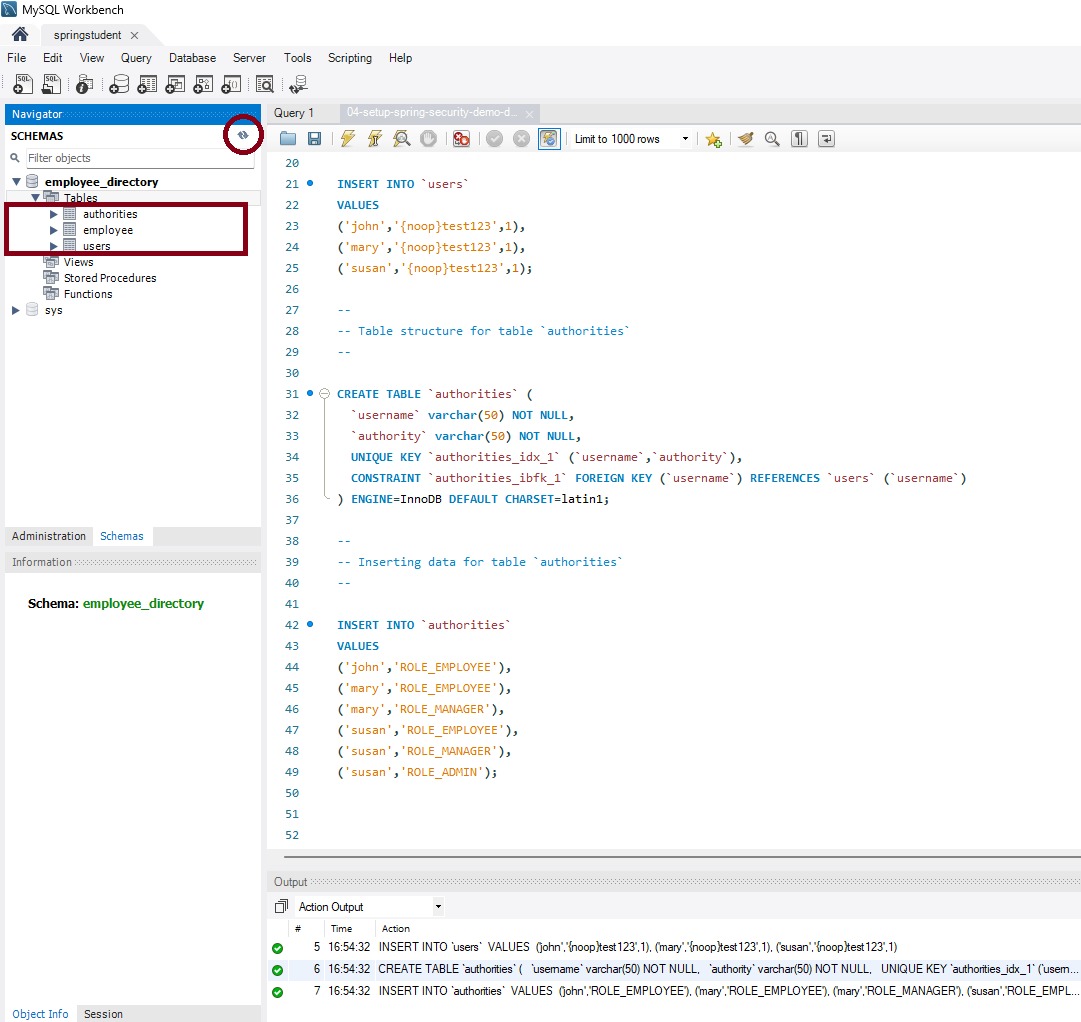 MySQL Workbench
springstudent
File Edit View Query Database Server Tools Scripting Help
Navigator
SCHEMAS
Filter objects
employee_directory
Tables
authorities
employee
users
Views
Stored Procedures
Functions
sys
Administration Schemas
Information
Schema: employee_directory
Object Info Session
Query 1 04-setup-spring-security-demo-d...
Limit to 1000 rows
20
21 INSERT INTO `users`
22 VALUES
23 ('john','{noop}test123',1),
24 ('mary','{noop}test123',1),
25 ('susan','{noop}test123',1);
26
27 --
28 -- Table structure for table `authorities`
29 --
30
31 CREATE TABLE `authorities` (
32 `username` varchar(50) NOT NULL,
33 `authority` varchar(50) NOT NULL,
34 UNIQUE KEY `authorities_idx_1` (`username`,`authority`),
35 CONSTRAINT `authorities_ibfk_1` FOREIGN KEY (`username`) REFERENCES `users` (`username`)
36 ) ENGINE=InnoDB DEFAULT CHARSET=latin1;
37
38 --
39 -- Inserting data for table `authorities`
40 --
41
42 INSERT INTO `authorities`
43 VALUES
44 ('john','ROLE_EMPLOYEE'),
45 ('mary','ROLE_EMPLOYEE'),
46 ('mary','ROLE_MANAGER'),
47 ('susan','ROLE_EMPLOYEE'),
48 ('susan','ROLE_MANAGER'),
49 ('susan','ROLE_ADMIN');
50
51
52
Output
Action Output
# Time Action
5 16:54:32 INSERT INTO `users` VALUES ('john','{noop}test123',1), ('mary','{noop}test123',1), ('susan','{noop}test123',1)
6 16:54:32 CREATE TABLE `authorities` ( `username` varchar(50) NOT NULL, `authority` varchar(50) NOT NULL, UNIQUE KEY `authorities_idx_1` (`usern...
7 16:54:32 INSERT INTO `authorities` VALUES ('john','ROLE_EMPLOYEE'), ('mary','ROLE_EMPLOYEE'), ('mary','ROLE_MANAGER'), ('susan','ROLE_EMPL...